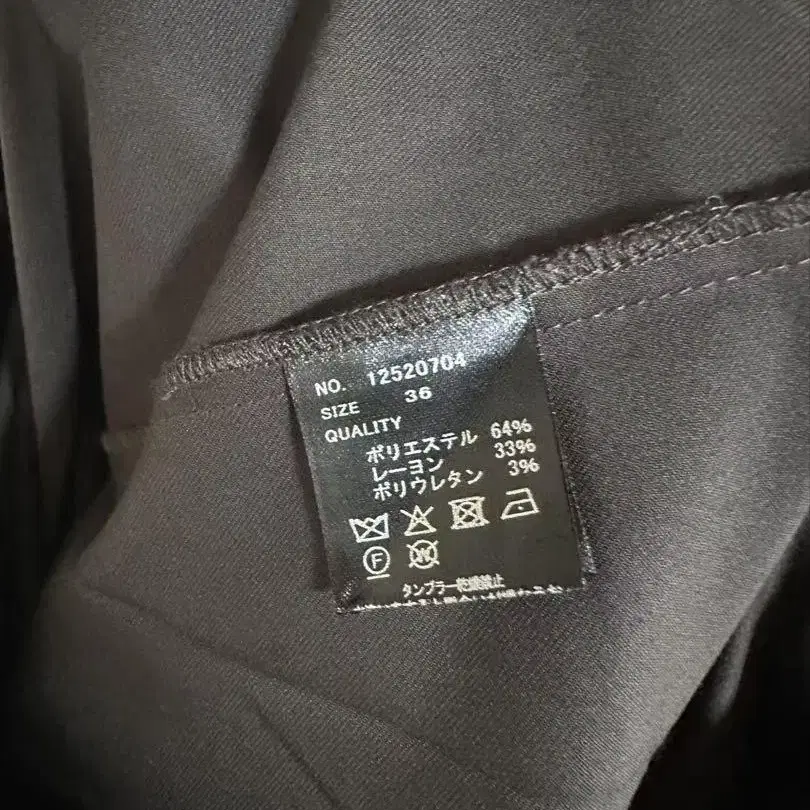 NO. 12520704
SIZE 36
QUALITY
ポリエステル 64%
レーヨン 33%
ポリウレタン 3%
F W
タンブラー乾燥禁止